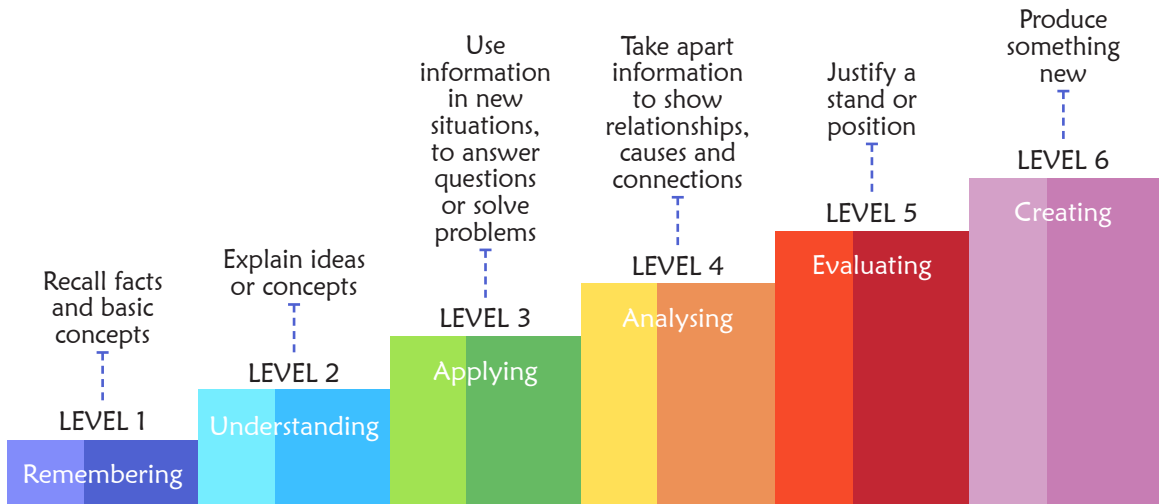 Recall facts
and basic
concepts
LEVEL 1
Remembering
Explain ideas
or concepts
LEVEL 2
Understanding
Use
information
in new
situations,
to answer
questions
or solve
problems
LEVEL 3
Applying
Take apart
information
to show
relationships,
causes and
connections
LEVEL 4
Analysing
Justify a
stand or
position
LEVEL 5
Evaluating
Produce
something
new
LEVEL 6
Creating